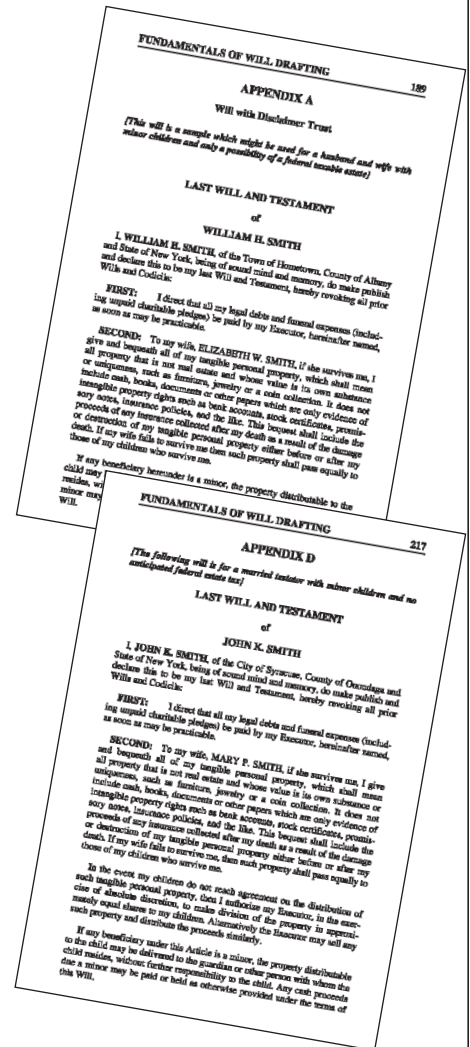 FUNDAMENTALS OF WILL DRAFTING 189
APPENDIX A
Will with Disclaimer Trust
[This will is a sample which might be used for a husband and wife with
minor children and only a possibility of a federal taxable estate]
LAST WILL AND TESTAMENT
of
WILLIAM H. SMITH
I, WILLIAM H. SMITH, of the Town of Hometown, County of Albany
and State of New York, being of sound mind and memory, do make publish
and declare this to be my last Will and Testament, hereby revoking all prior
Wills and Codicils:
FIRST: I direct that all my legal debts and funeral expenses (includ-
ing unpaid charitable pledges) be paid by my Executor, hereinafter named,
as soon as may be practicable.
SECOND: To my wife, ELIZABETH W. SMITH, if she survives me, I
give and bequeath all of my tangible personal property, which shall mean
all property that is not real estate and whose value is its own substance
or uniqueness, such as furniture, jewelry or a coin collection. It does not
include cash, books, documents or other papers which are only evidence of
intangible property rights such as bank accounts, stock certificates, promis-
sory notes, insurance policies, and the like. This bequest shall include the
proceeds of any insurance collected after my death as a result of the damage
or destruction of my tangible personal property either before or after my
death. If my wife fails to survive me then such property shall pass equally to
those of my children who survive me.
If any beneficiary hereunder is a minor, the property distributable to the
child may
resides, wi
minor may
Will.
FUNDAMENTALS OF WILL DRAFTING 217
APPENDIX D
[The following will is for a married testator with minor children and no
anticipated federal estate tax]
LAST WILL AND TESTAMENT
of
JOHN K. SMITH
I, JOHN K. SMITH, of the City of Syracuse, County of Onondaga and
State of New York, being of sound mind and memory, do make publish and
declare this to be my last Will and Testament, hereby revoking all prior
Wills and Codicils:
FIRST: I direct that all my legal debts and funeral expenses (includ-
ing unpaid charitable pledges) be paid by my Executor, hereinafter named,
as soon as may be practicable.
SECOND: To my wife, MARY P. SMITH, if she survives me, I give
and bequeath all of my tangible personal property, which shall mean
all property that is not real estate and whose value is its own substance or
uniqueness, such as furniture, jewelry or a coin collection. It does not
include cash, books, documents or other papers which are only evidence of
intangible property rights such as bank accounts, stock certificates, promis-
sory notes, insurance policies, and the like. This bequest shall include the
proceeds of any insurance collected after my death as a result of the damage
or destruction of my tangible personal property either before or after my
death. If my wife fails to survive me, then such property shall pass equally to
those of my children who survive me.
In the event my children do not reach agreement on the distribution of
such tangible personal property, then I authorize my Executor, in the exer-
cise of absolute discretion, to make division of the property in approxi-
mately equal shares to my children. Alternatively the Executor may sell any
such property and distribute the proceeds similarly.
If any beneficiary under this Article is a minor, the property distributable
to the child may be delivered to the guardian or other person with whom the
child resides, without further responsibility to the child. Any cash proceeds
due a minor may be paid or held as otherwise provided under the terms of
this Will.